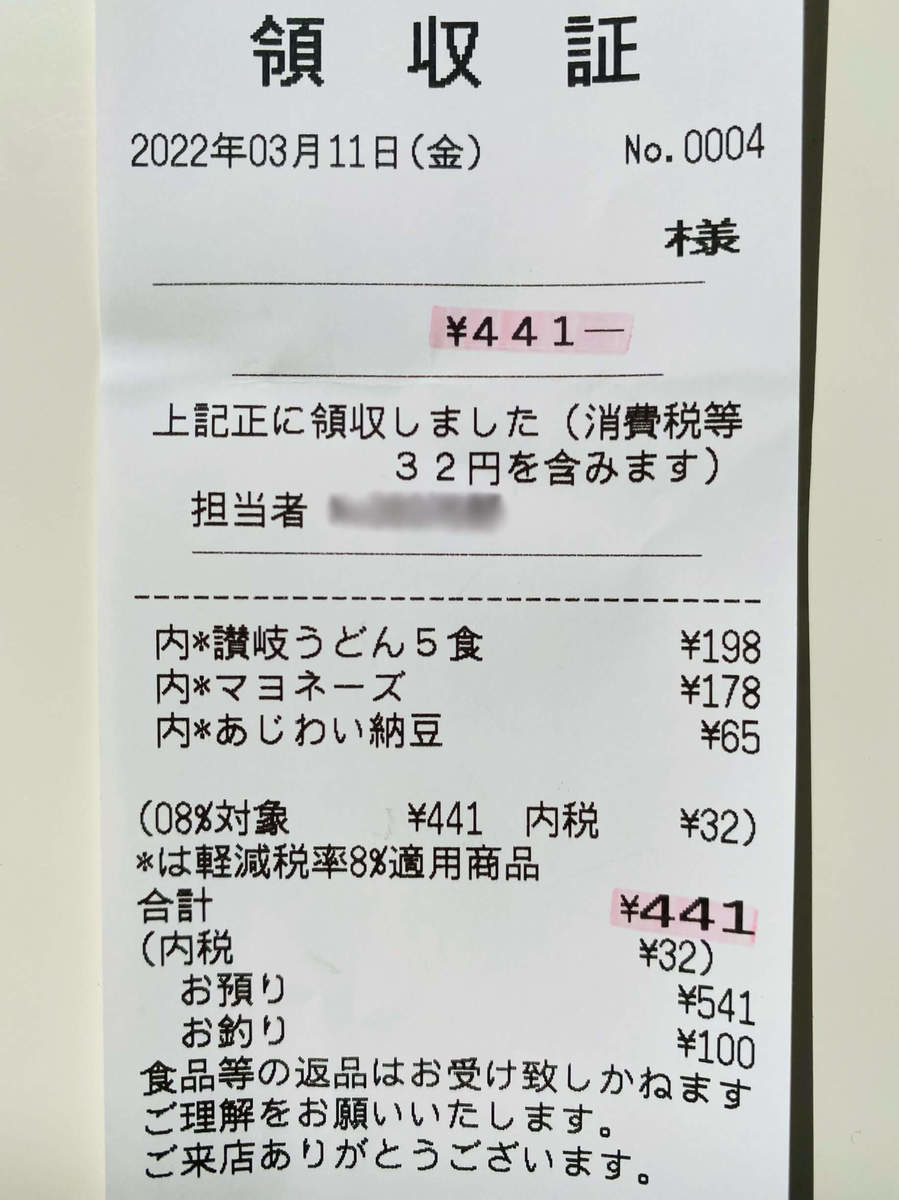 領収証
2022年03月11日(金) No.0004
様
¥441－
上記正に領収しました（消費税等
３２円を含みます）
担当者
内*讃岐うどん５食 ¥198
内*マヨネーズ ¥178
内*あじわい納豆 ¥65
(08%対象 ¥441 内税 ¥32)
*は軽減税率8%適用商品
合計 ¥441
(内税 ¥32)
お預り ¥541
お釣り ¥100
食品等の返品はお受け致しかねます
ご理解をお願いいたします。
ご来店ありがとうございます。